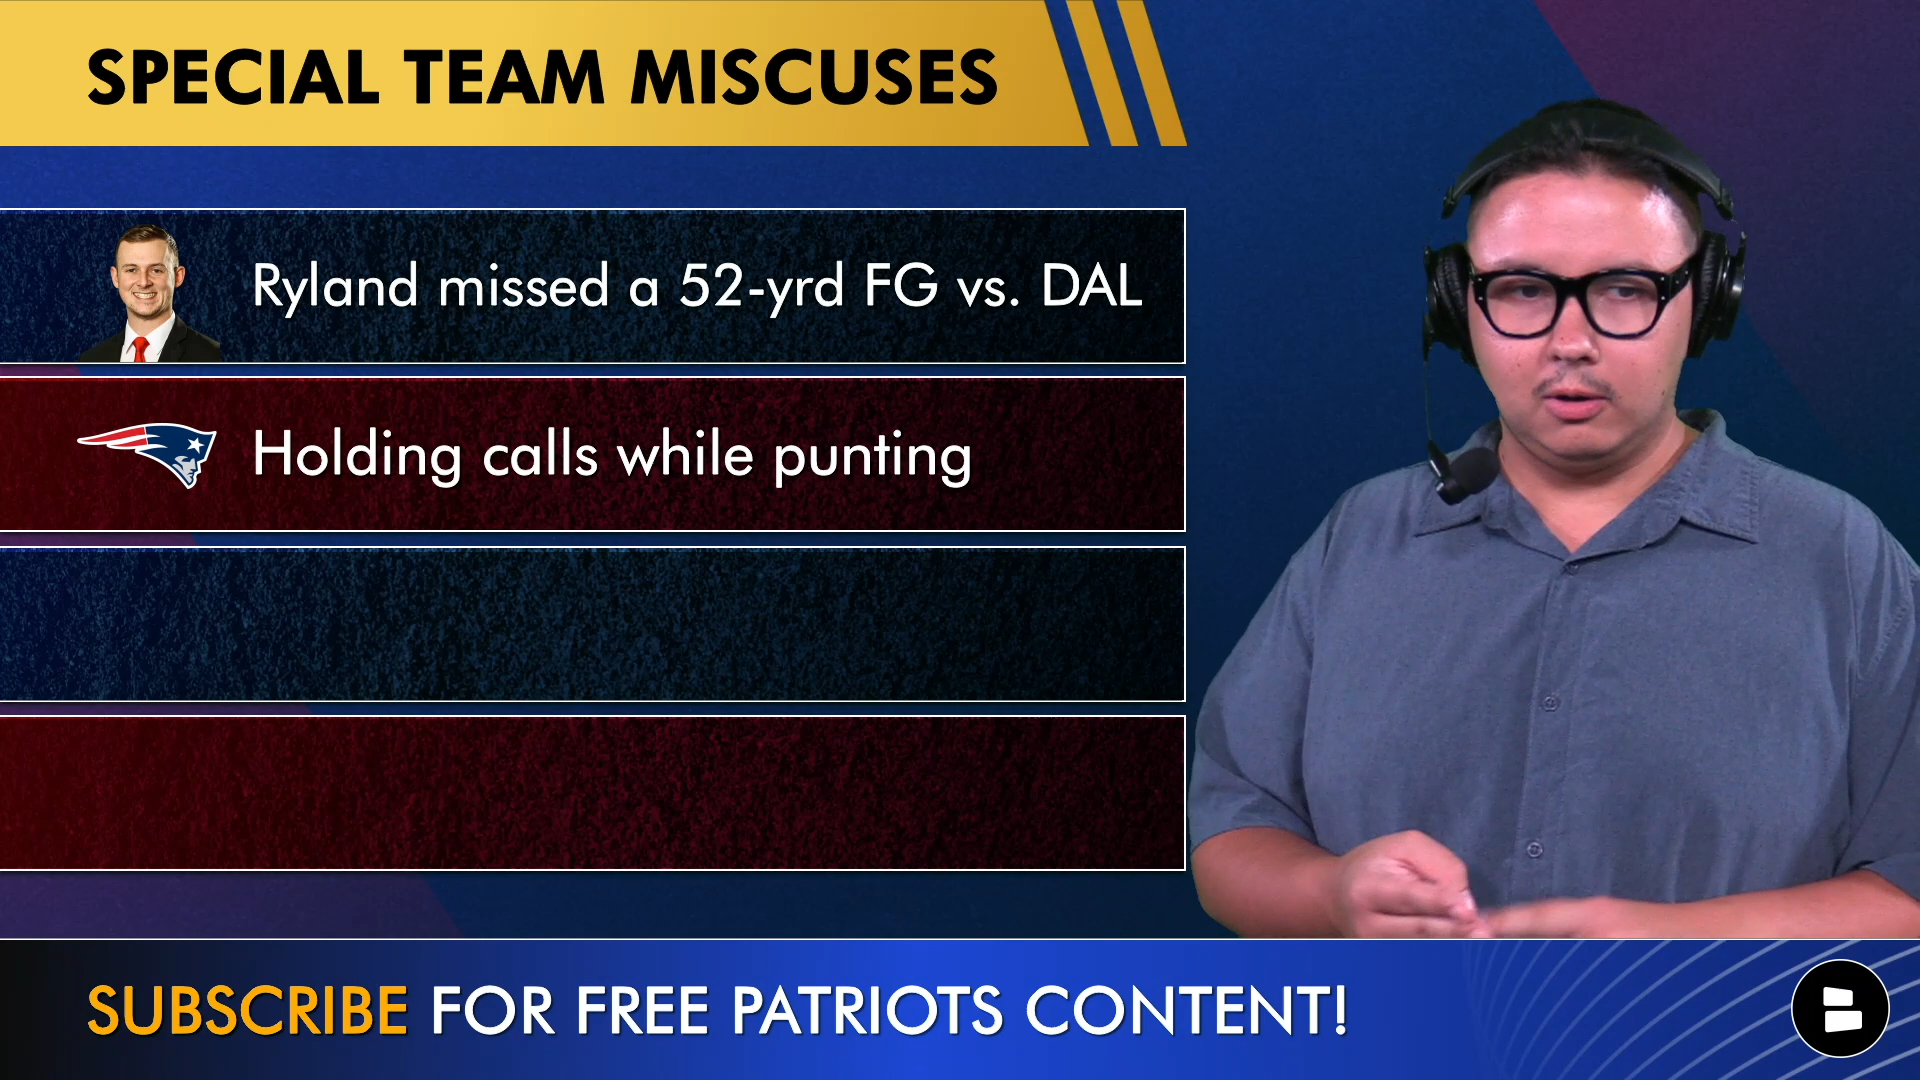 SPECIAL TEAM MISCUSES
Ryland missed a 52-yrd FG vs. DAL
Holding calls while punting
SUBSCRIBE FOR FREE PATRIOTS CONTENT!